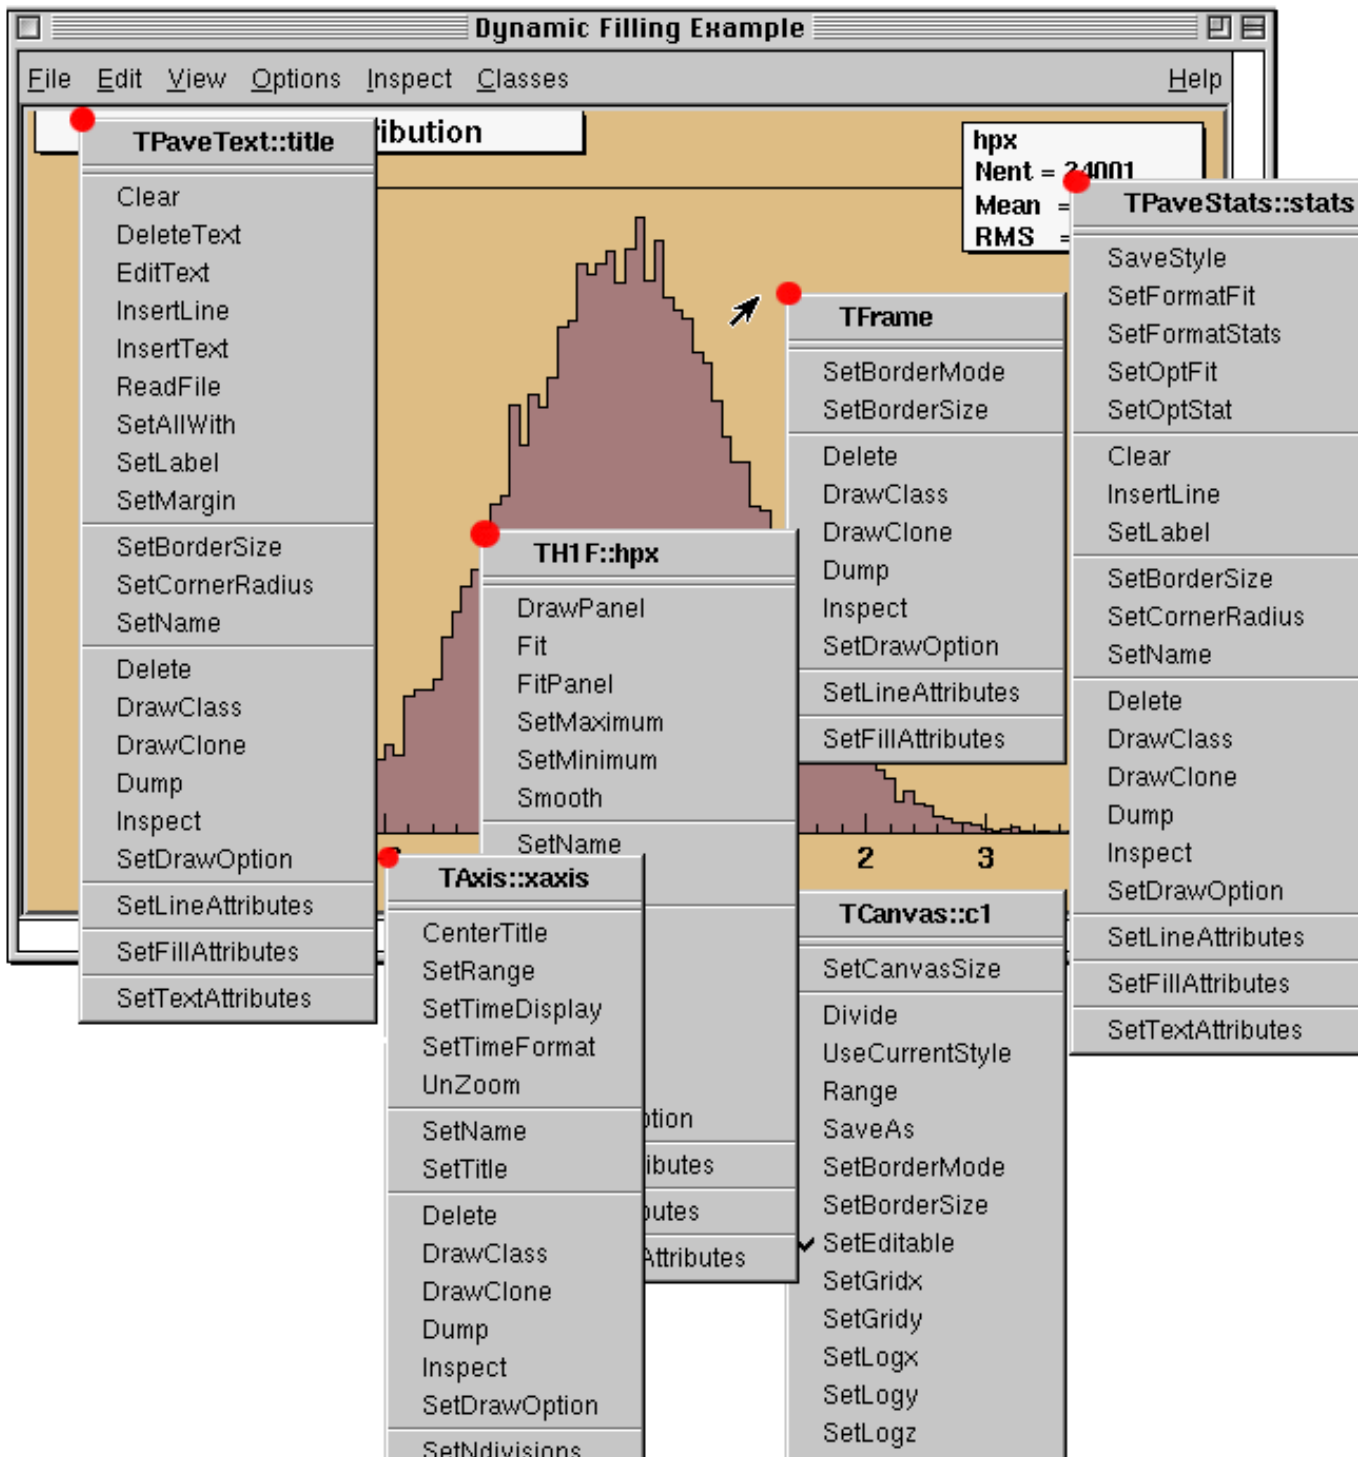 Dynamic Filling Example
File Edit View Options Inspect Classes Help
ribution
hpx
Nent = 24001
Mean =
RMS =
TPaveText::title
Clear
DeleteText
EditText
InsertLine
InsertText
ReadFile
SetAllWith
SetLabel
SetMargin
SetBorderSize
SetCornerRadius
SetName
Delete
DrawClass
DrawClone
Dump
Inspect
SetDrawOption
SetLineAttributes
SetFillAttributes
SetTextAttributes
TH1F::hpx
DrawPanel
Fit
FitPanel
SetMaximum
SetMinimum
Smooth
SetName
ption
ributes
butes
Attributes
TAxis::xaxis
CenterTitle
SetRange
SetTimeDisplay
SetTimeFormat
UnZoom
SetName
SetTitle
Delete
DrawClass
DrawClone
Dump
Inspect
SetDrawOption
SetNdivisions
TFrame
SetBorderMode
SetBorderSize
Delete
DrawClass
DrawClone
Dump
Inspect
SetDrawOption
SetLineAttributes
SetFillAttributes
2 3
TCanvas::c1
SetCanvasSize
Divide
UseCurrentStyle
Range
SaveAs
SetBorderMode
SetBorderSize
SetEditable
SetGridx
SetGridy
SetLogx
SetLogy
SetLogz
TPaveStats::stats
SaveStyle
SetFormatFit
SetFormatStats
SetOptFit
SetOptStat
Clear
InsertLine
SetLabel
SetBorderSize
SetCornerRadius
SetName
Delete
DrawClass
DrawClone
Dump
Inspect
SetDrawOption
SetLineAttributes
SetFillAttributes
SetTextAttributes